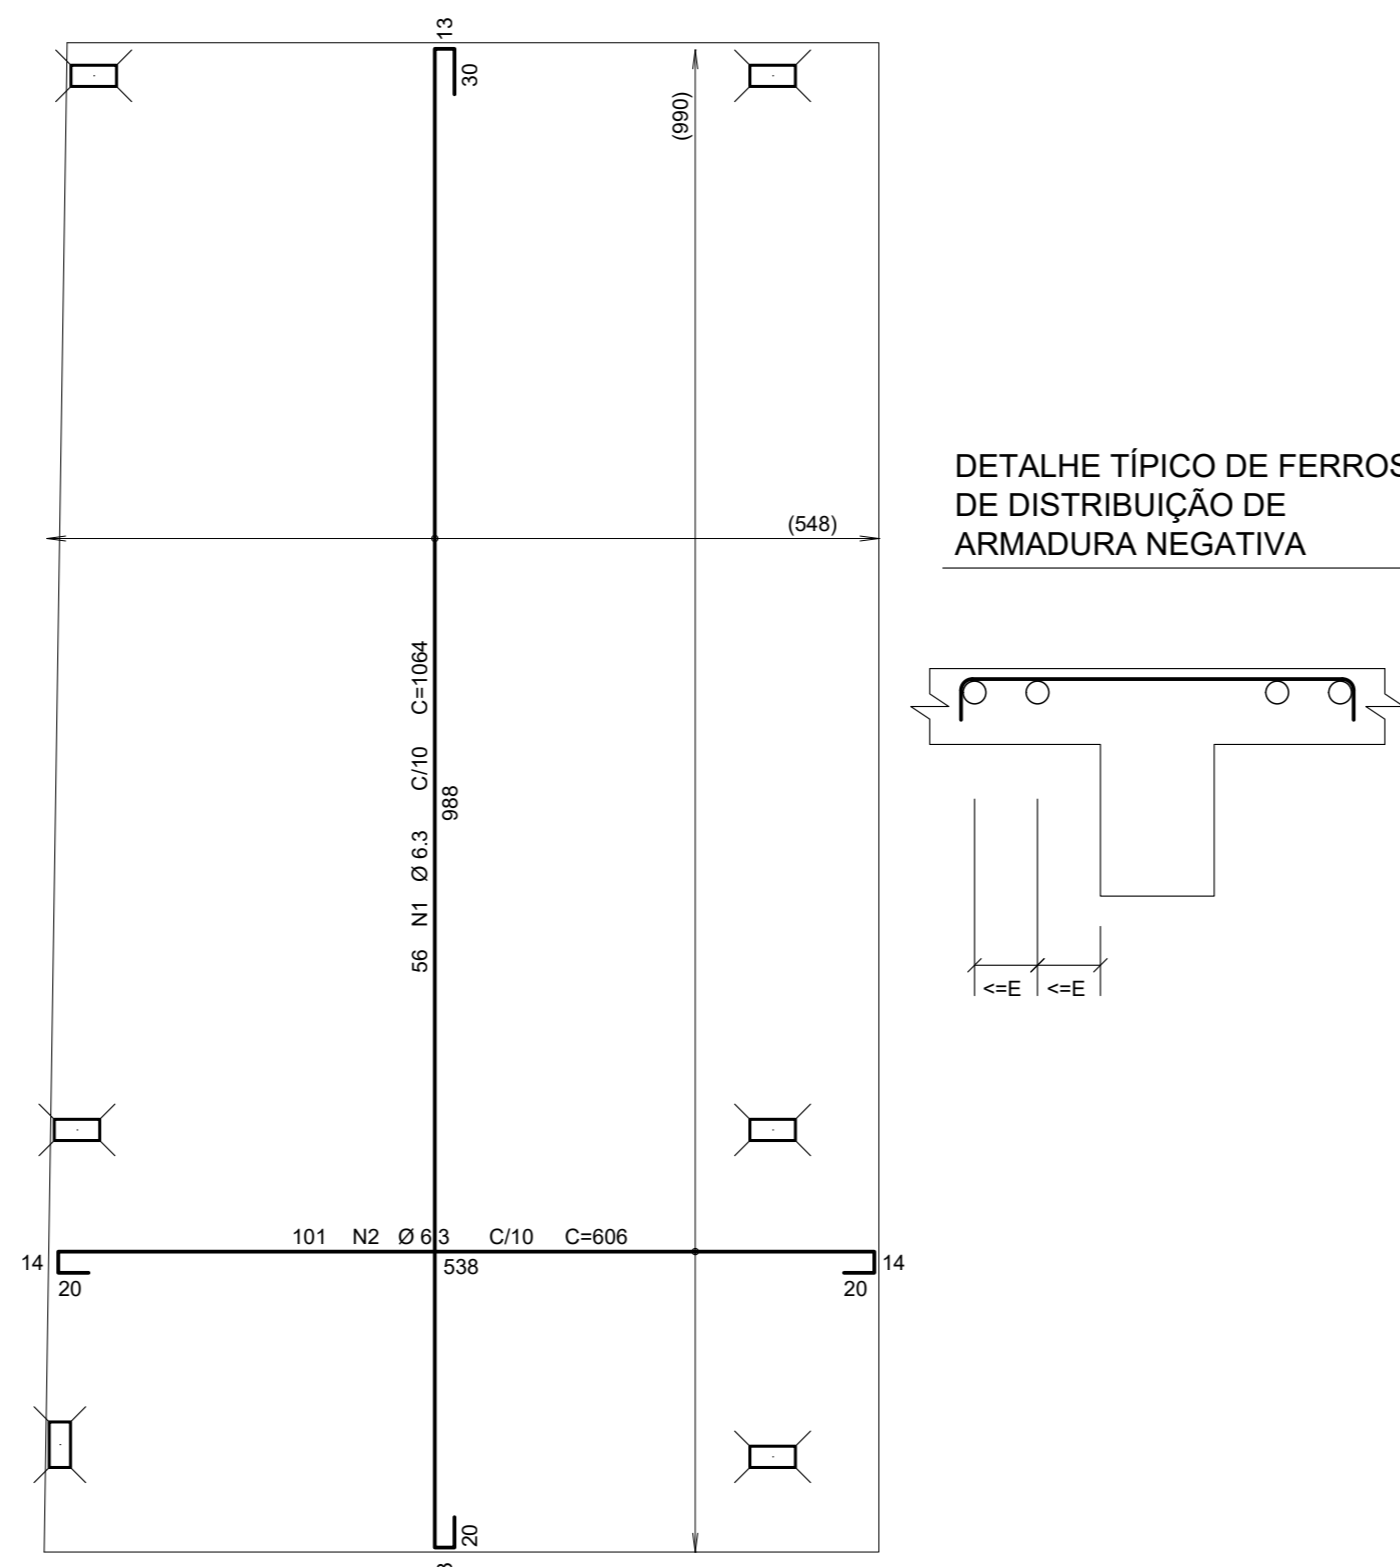 13
30
(990)
(548)
DETALHE TÍPICO DE FERROS
DE DISTRIBUIÇÃO DE
ARMADURA NEGATIVA
56 N1 Ø 6.3 C/10 C=1064
988
<=E <=E
101 N2 Ø 6.3 C/10 C=606
538
14
20
20
14
20